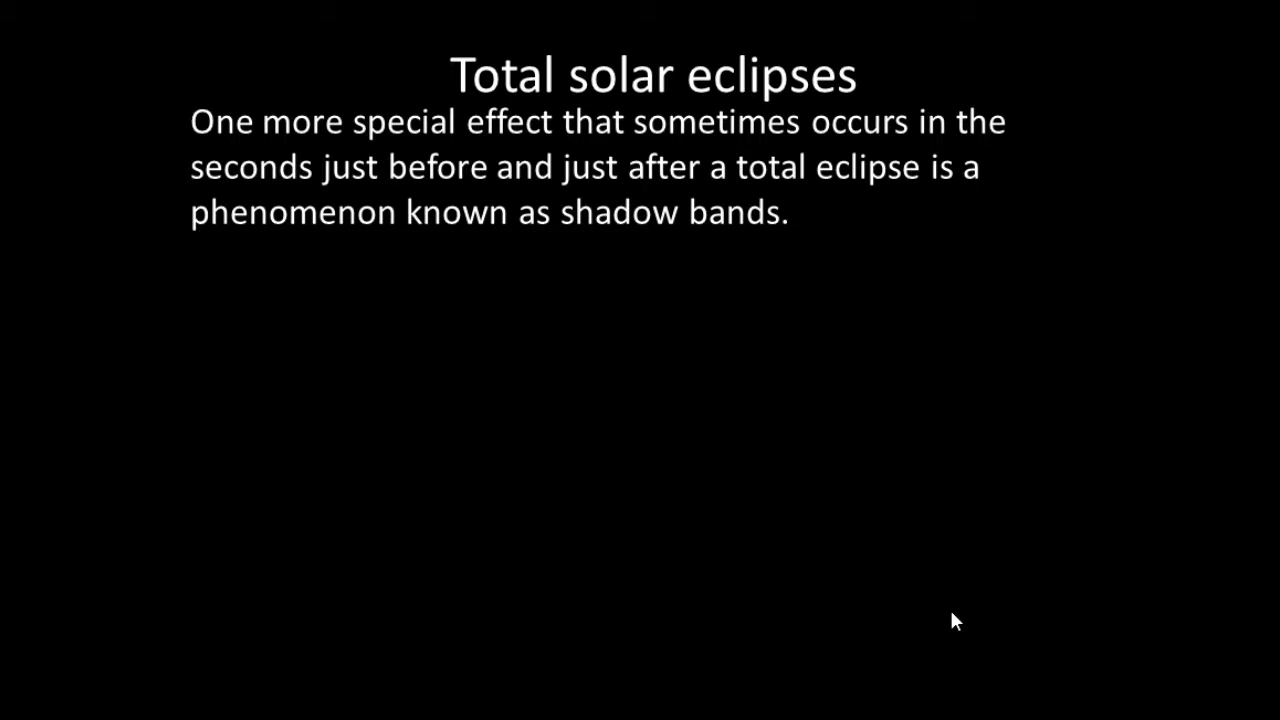 Total solar eclipses
One more special effect that sometimes occurs in the
seconds just before and just after a total eclipse is a
phenomenon known as shadow bands.